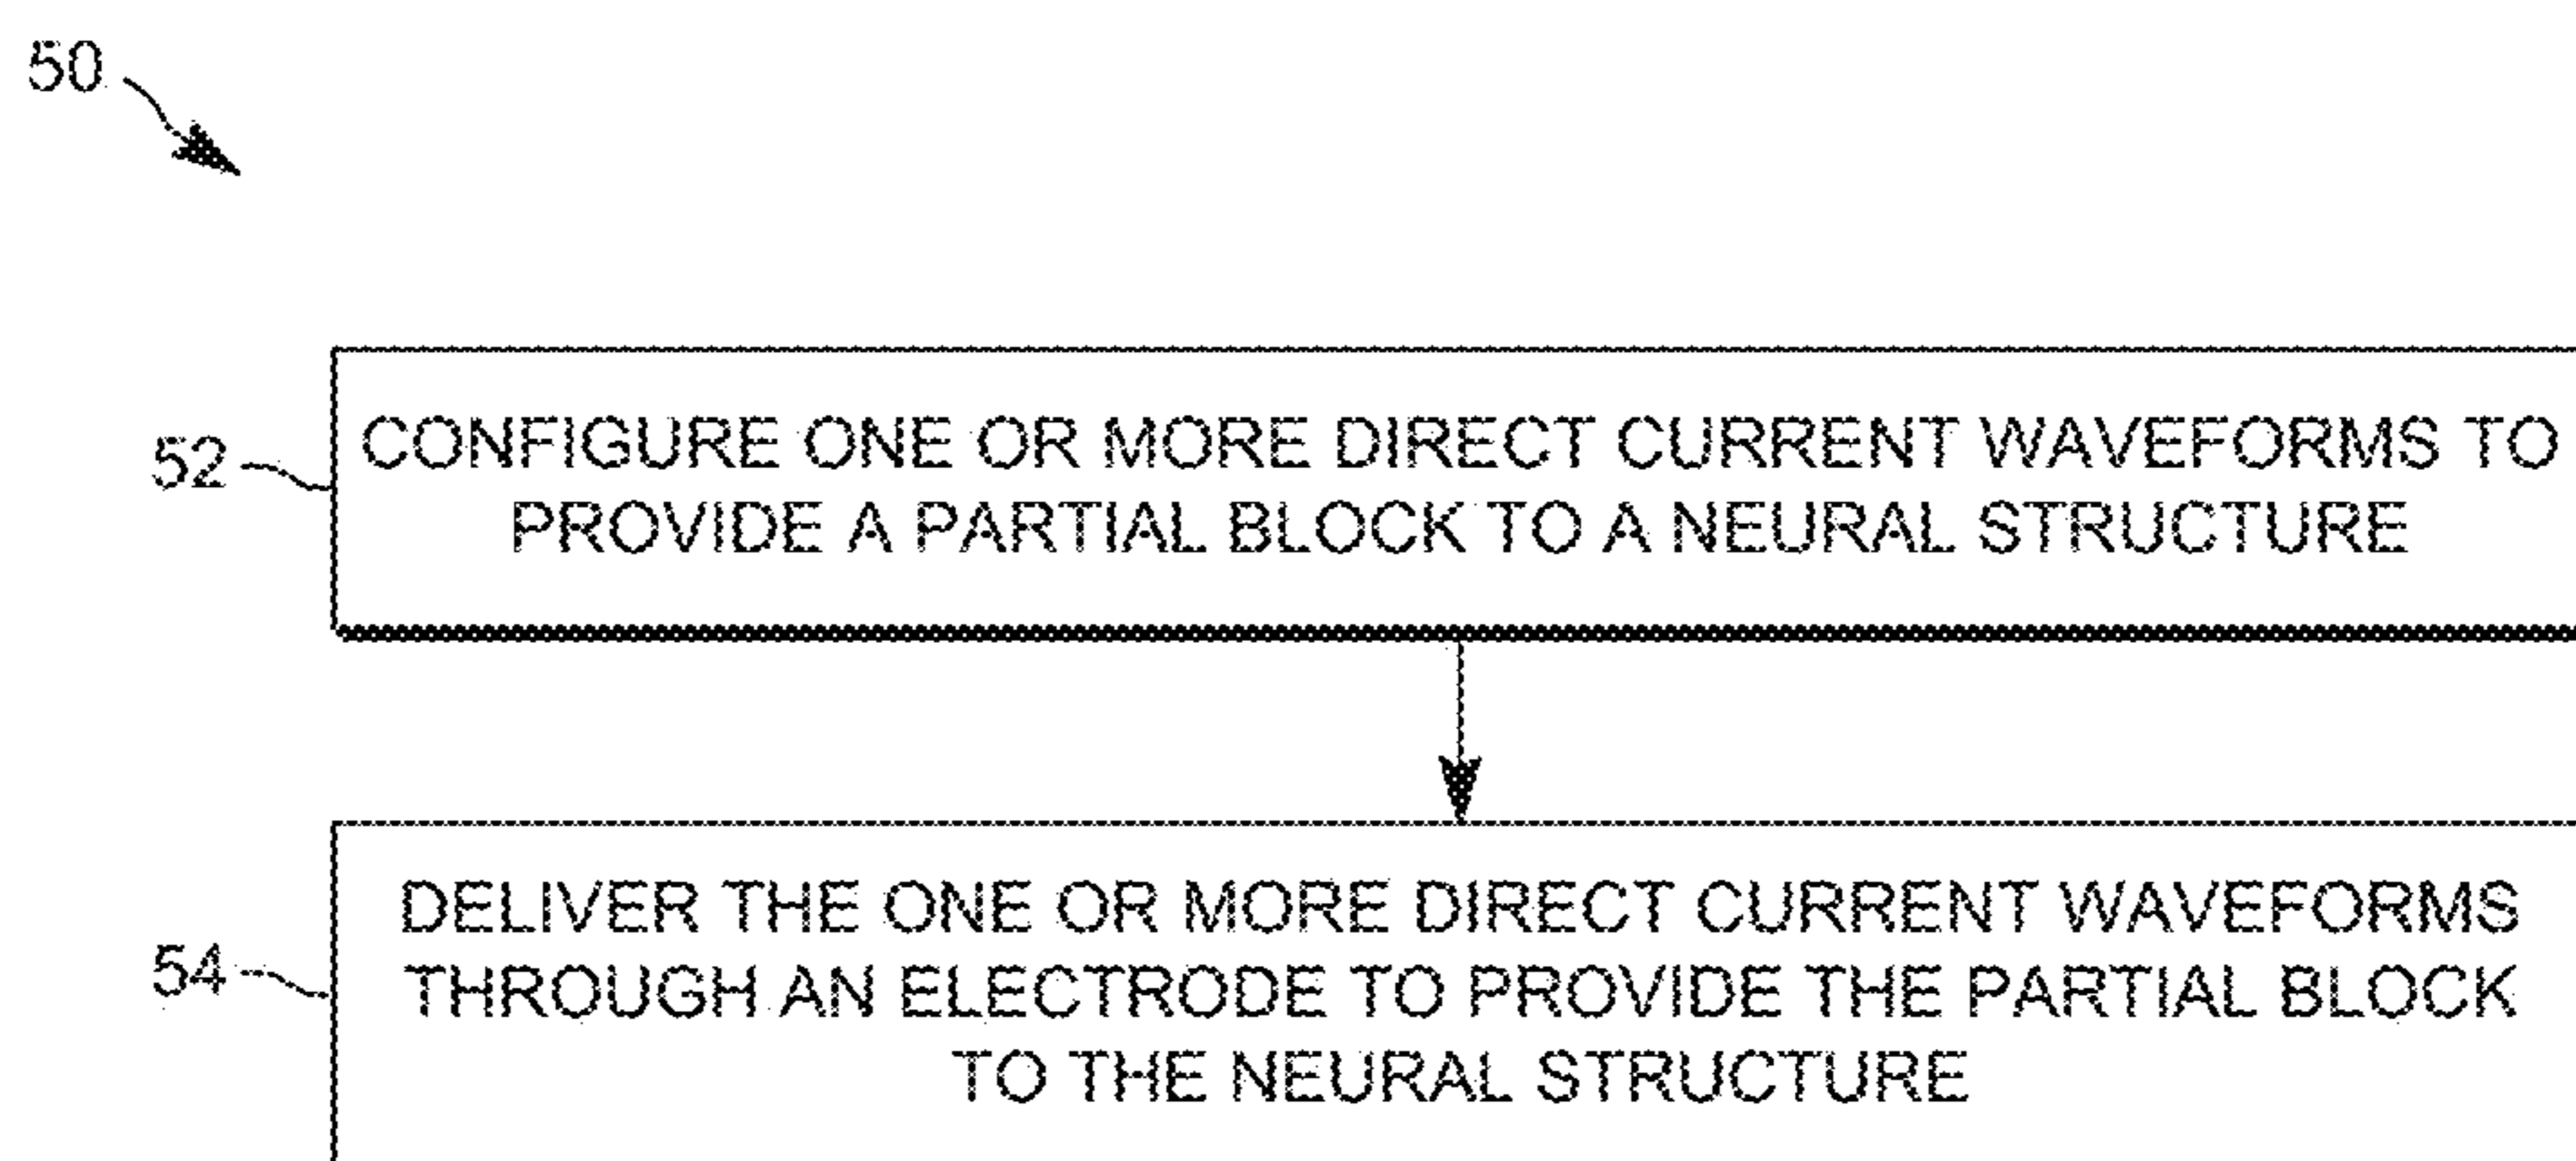 50
52
CONFIGURE ONE OR MORE DIRECT CURRENT WAVEFORMS TO
PROVIDE A PARTIAL BLOCK TO A NEURAL STRUCTURE
54
DELIVER THE ONE OR MORE DIRECT CURRENT WAVEFORMS
THROUGH AN ELECTRODE TO PROVIDE THE PARTIAL BLOCK
TO THE NEURAL STRUCTURE